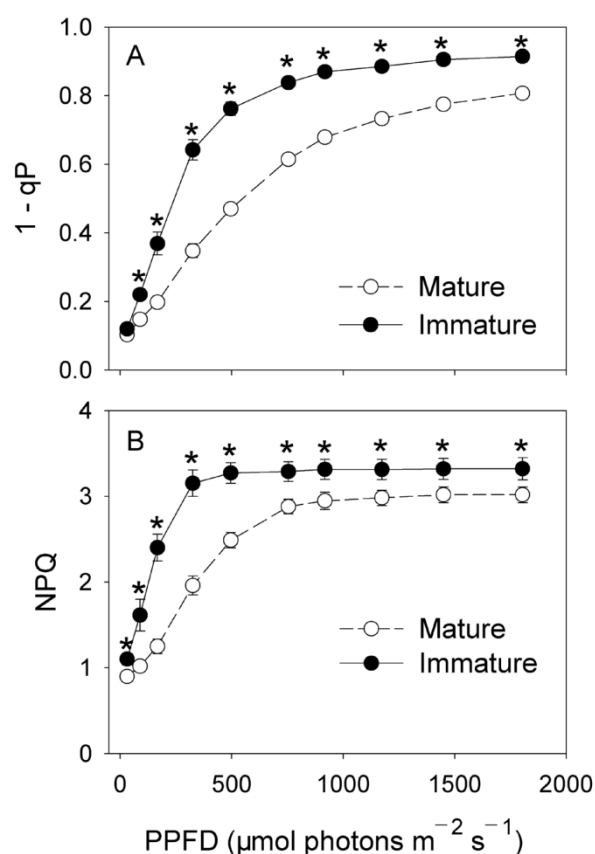 1.0
A
* * * * * * * * *
0.8
0.6
1 - qP
0.4
Mature
0.2
Immature
0.0
4
B
* * * * * * * * * *
3
NPQ
2
Mature
1
Immature
0
0 500 1000 1500 2000
PPFD (µmol photons m⁻² s⁻¹)